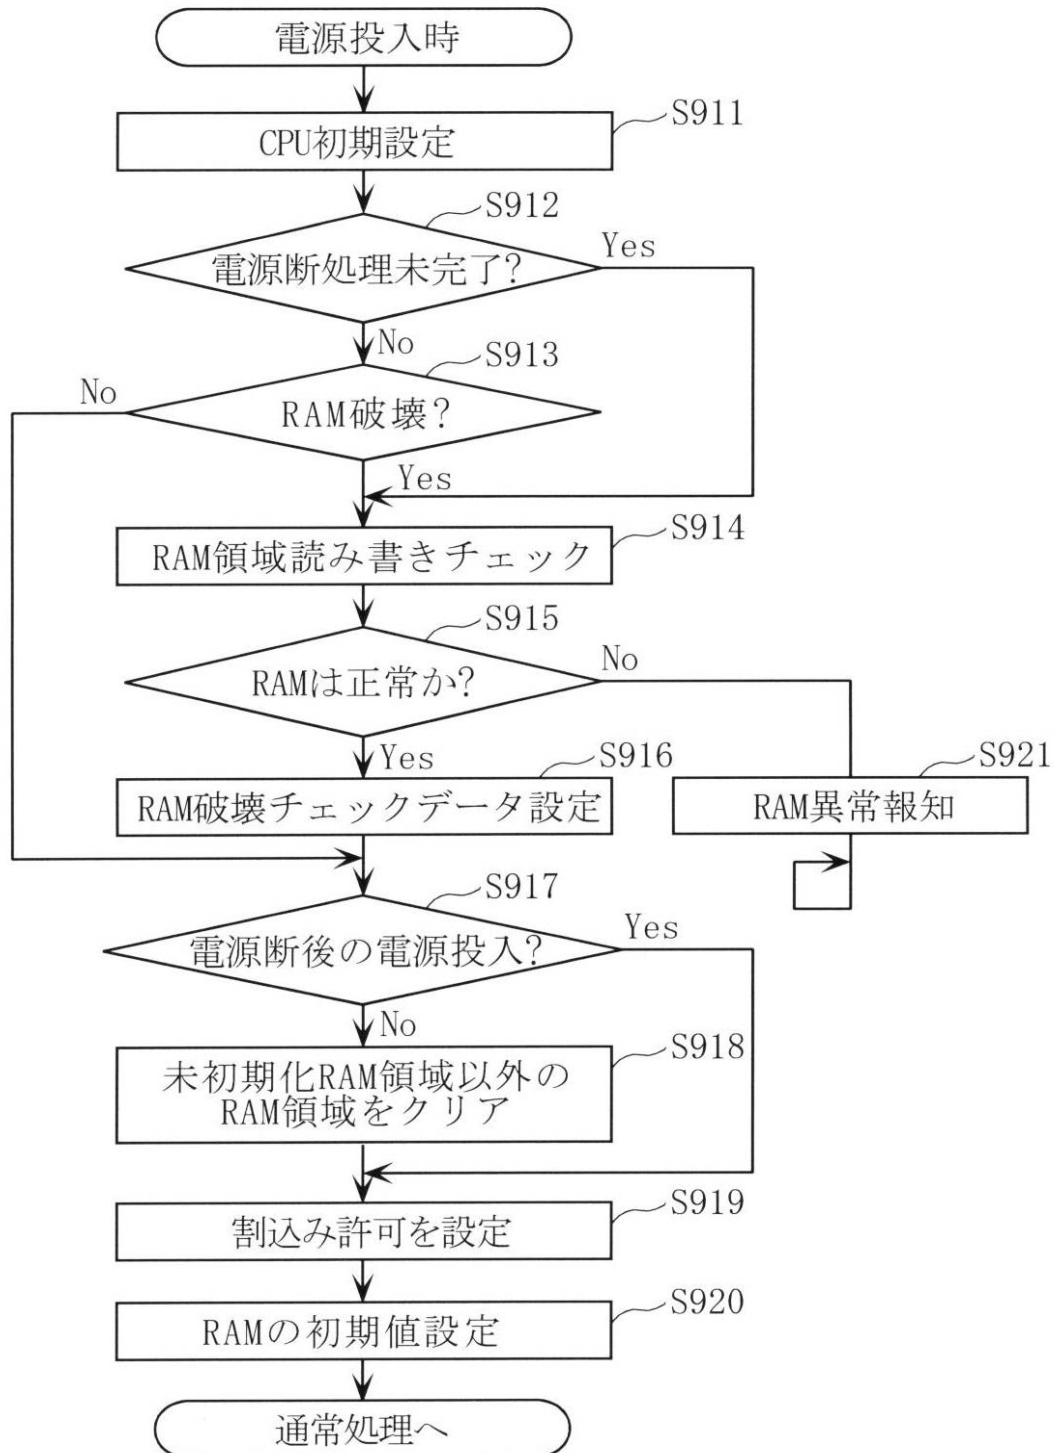 電源投入時
CPU初期設定
S911
S912
電源断処理未完了?
Yes
No
S913
No
RAM破壊?
Yes
S914
RAM領域読み書きチェック
S915
No
RAMは正常か?
Yes
S916
RAM破壊チェックデータ設定
S921
RAM異常報知
S917
Yes
電源断後の電源投入?
No
S918
未初期化RAM領域以外の
RAM領域をクリア
S919
割込み許可を設定
S920
RAMの初期値設定
通常処理へ